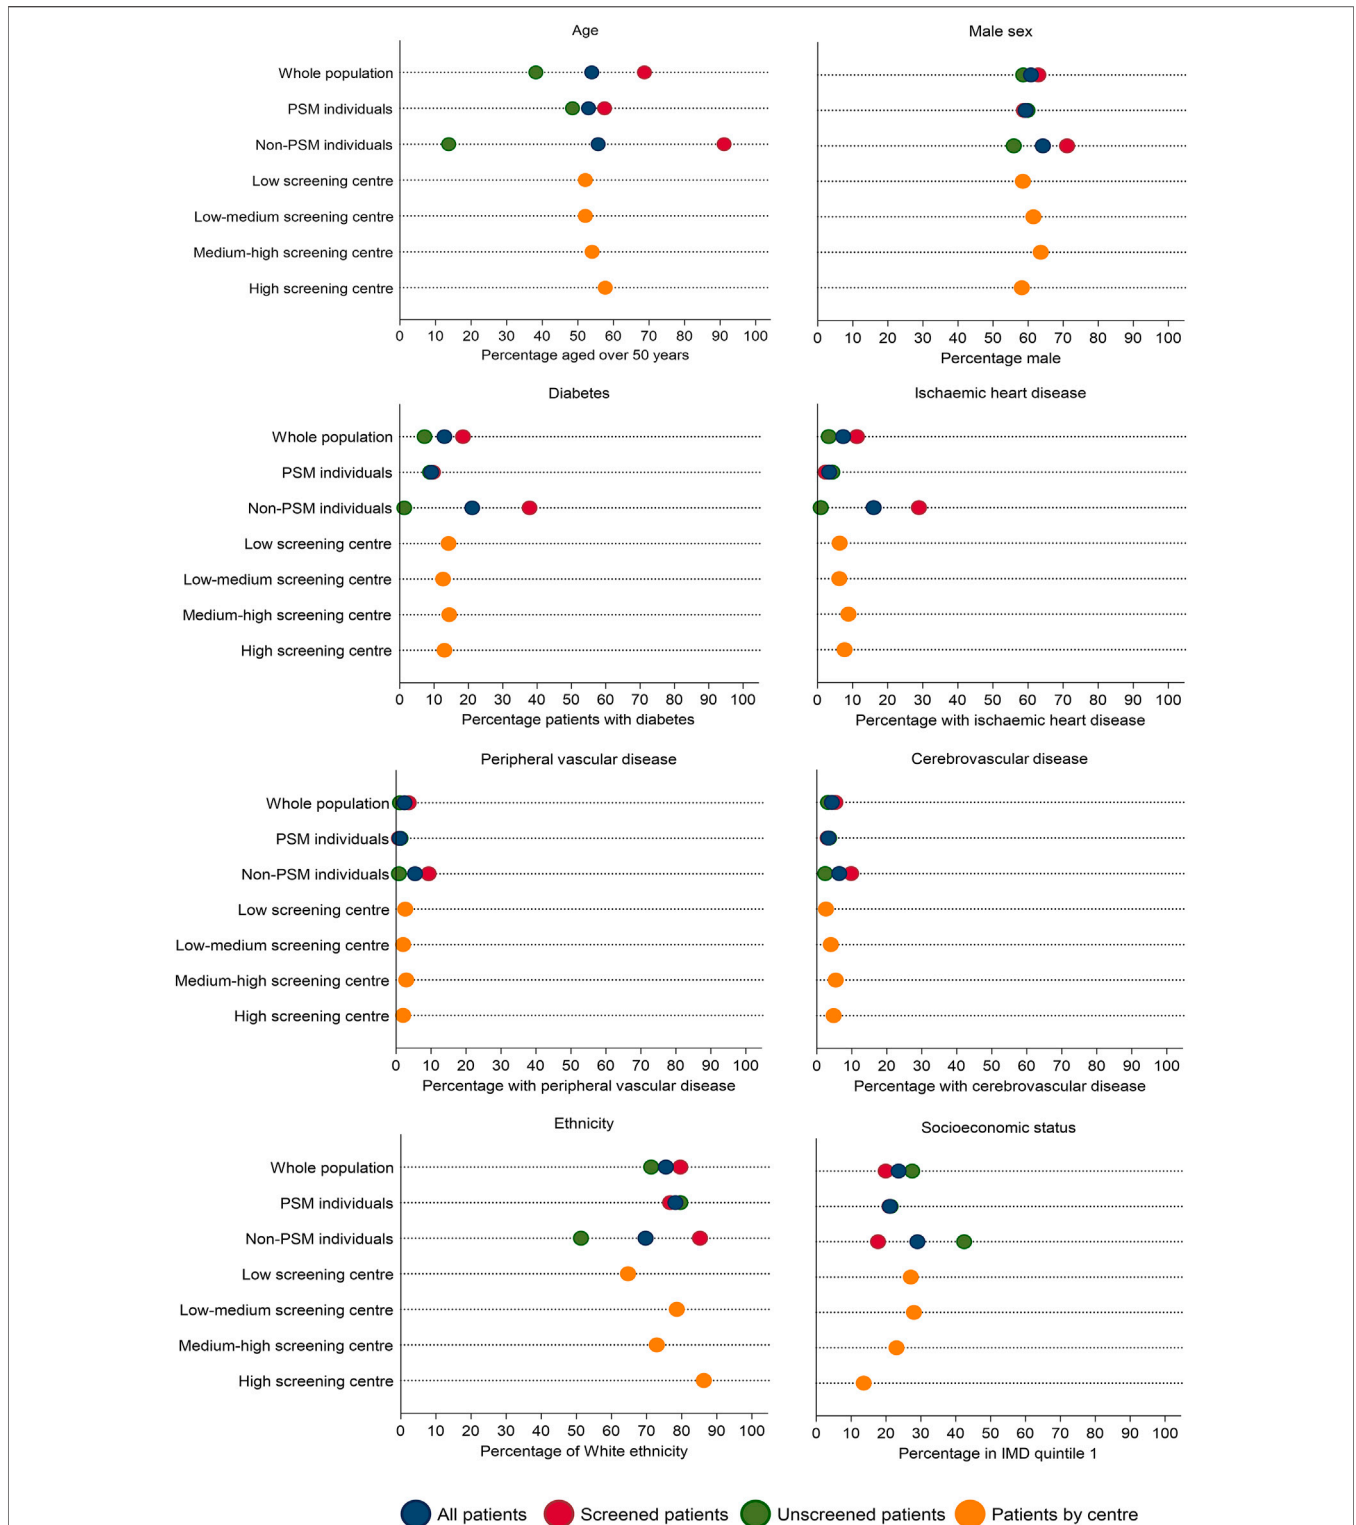 Age
Whole population
PSM individuals
Non-PSM individuals
Low screening centre
Low-medium screening centre
Medium-high screening centre
High screening centre
0 10 20 30 40 50 60 70 80 90 100
Percentage aged over 50 years
Male sex
0 10 20 30 40 50 60 70 80 90 100
Percentage male
Diabetes
Whole population
PSM individuals
Non-PSM individuals
Low screening centre
Low-medium screening centre
Medium-high screening centre
High screening centre
0 10 20 30 40 50 60 70 80 90 100
Percentage patients with diabetes
Ischaemic heart disease
0 10 20 30 40 50 60 70 80 90 100
Percentage with ischaemic heart disease
Peripheral vascular disease
Whole population
PSM individuals
Non-PSM individuals
Low screening centre
Low-medium screening centre
Medium-high screening centre
High screening centre
0 10 20 30 40 50 60 70 80 90 100
Percentage with peripheral vascular disease
Cerebrovascular disease
0 10 20 30 40 50 60 70 80 90 100
Percentage with cerebrovascular disease
Ethnicity
Whole population
PSM individuals
Non-PSM individuals
Low screening centre
Low-medium screening centre
Medium-high screening centre
High screening centre
0 10 20 30 40 50 60 70 80 90 100
Percentage of White ethnicity
Socioeconomic status
0 10 20 30 40 50 60 70 80 90 100
Percentage in IMD quintile 1
All patients Screened patients Unscreened patients Patients by centre